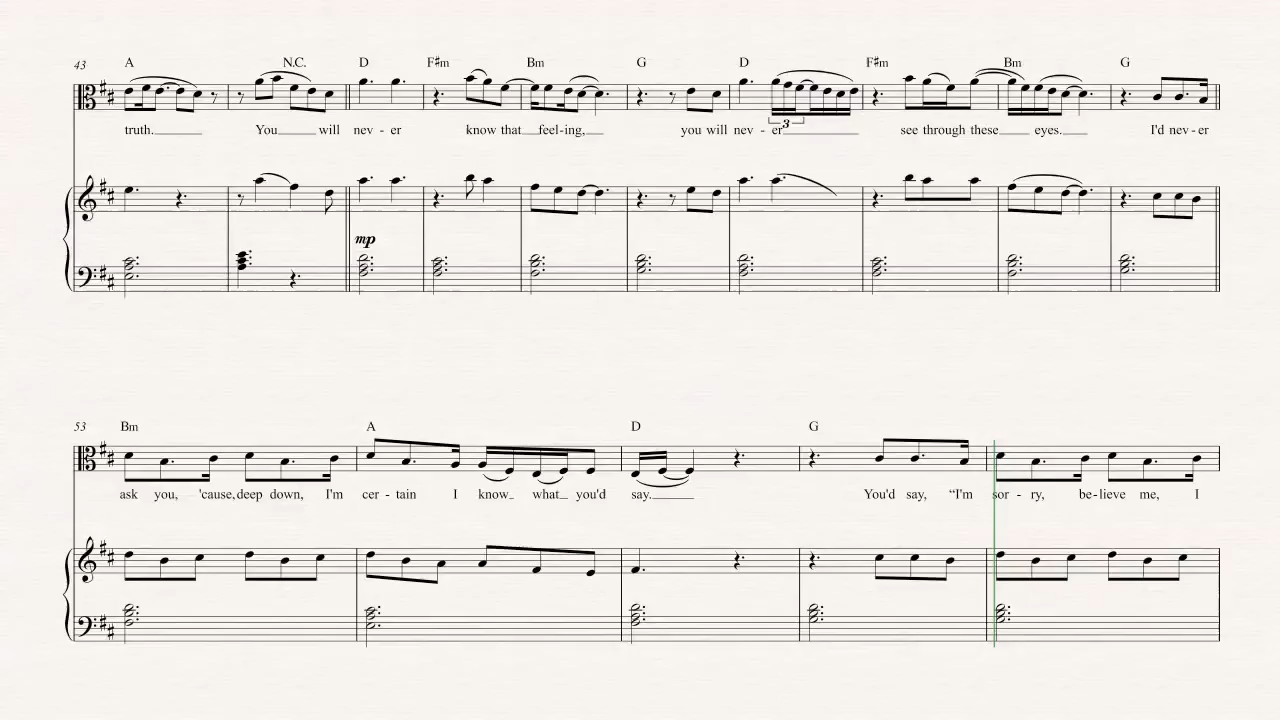 43
A N.C. D F♯m Bm G D F♯m Bm G
3
truth. You will nev - er know that feel-ing, you will nev - er see through these eyes. I'd nev - er
mp
53
Bm A D G
ask you, 'cause, deep down, I'm cer - tain I know what you'd say. You'd say, “I'm sor - ry, be - lieve me, I